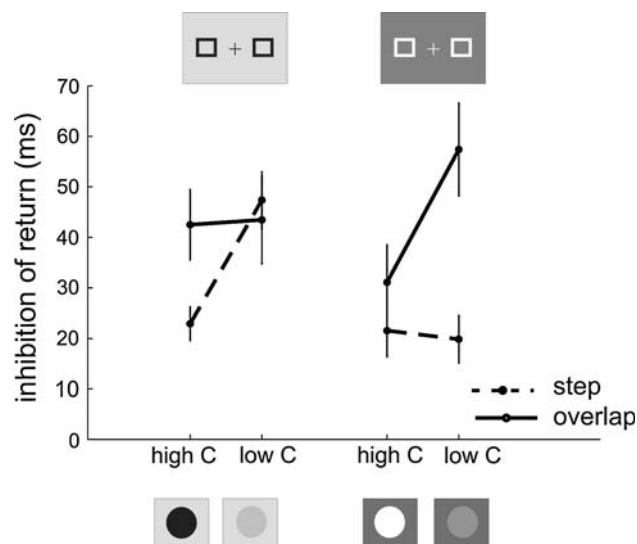 + +
70
60
50
40
30
20
10
0
inhibition of return (ms)
high C low C high C low C
step
overlap